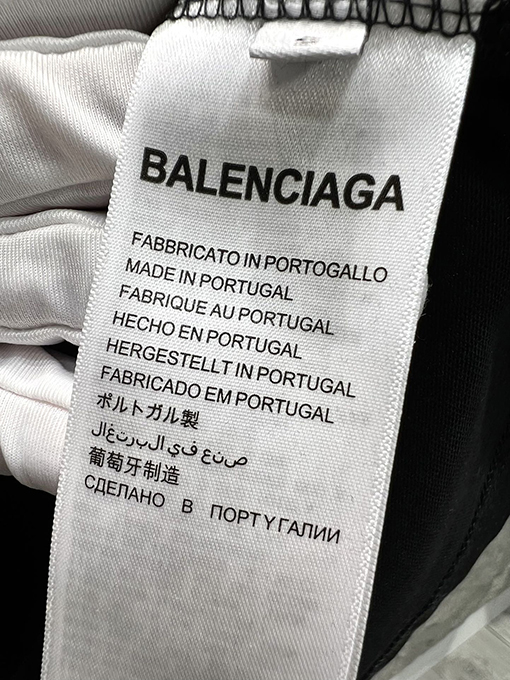 BALENCIAGA
FABBRICATO IN PORTOGALLO
MADE IN PORTUGAL
FABRIQUE AU PORTUGAL
HECHO EN PORTUGAL
HERGESTELLT IN PORTUGAL
FABRICADO EM PORTUGAL
ポルトガル製
صنع في البرتغال
葡萄牙制造
СДЕЛАНО В ПОРТУГАЛИИ